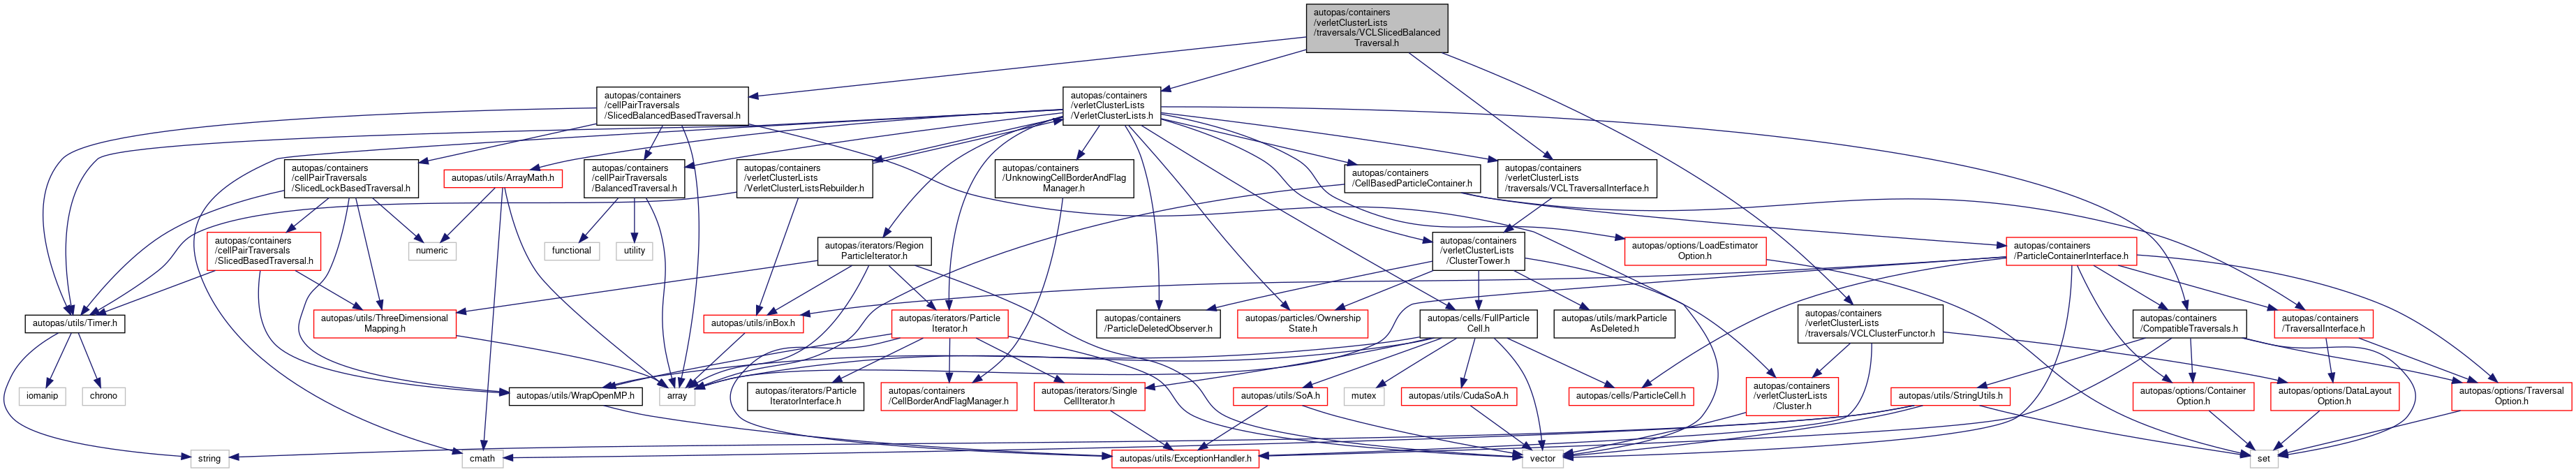 autopas/containers
/verletClusterLists
/traversals/VCLSlicedBalanced
Traversal.h
autopas/containers
/cellPairTraversals
/SlicedBalancedBasedTraversal.h
autopas/containers
/verletClusterLists
/VerletClusterLists.h
autopas/containers
/cellPairTraversals
/SlicedLockBasedTraversal.h
autopas/utils/ArrayMath.h
autopas/containers
/cellPairTraversals
/BalancedTraversal.h
autopas/containers
/verletClusterLists
/VerletClusterListsRebuilder.h
autopas/containers
/UnknowingCellBorderAndFlag
Manager.h
autopas/containers
/CellBasedParticleContainer.h
autopas/containers
/verletClusterLists
/traversals/VCLTraversalInterface.h
autopas/containers
/cellPairTraversals
/SlicedBasedTraversal.h
numeric
functional
utility
autopas/iterators/Region
ParticleIterator.h
autopas/containers
/verletClusterLists
/ClusterTower.h
autopas/options/LoadEstimator
Option.h
autopas/containers
/ParticleContainerInterface.h
autopas/utils/Timer.h
autopas/utils/ThreeDimensional
Mapping.h
autopas/utils/inBox.h
autopas/iterators/Particle
Iterator.h
autopas/containers
/ParticleDeletedObserver.h
autopas/particles/Ownership
State.h
autopas/cells/FullParticle
Cell.h
autopas/utils/markParticle
AsDeleted.h
autopas/containers
/verletClusterLists
/traversals/VCLClusterFunctor.h
autopas/containers
/CompatibleTraversals.h
autopas/containers
/TraversalInterface.h
iomanip
chrono
autopas/utils/WrapOpenMP.h
array
autopas/iterators/Particle
IteratorInterface.h
autopas/containers
/CellBorderAndFlagManager.h
autopas/iterators/Single
CellIterator.h
autopas/utils/SoA.h
mutex
autopas/utils/CudaSoA.h
autopas/cells/ParticleCell.h
autopas/containers
/verletClusterLists
/Cluster.h
autopas/utils/StringUtils.h
autopas/options/Container
Option.h
autopas/options/DataLayout
Option.h
autopas/options/Traversal
Option.h
string
cmath
autopas/utils/ExceptionHandler.h
vector
set